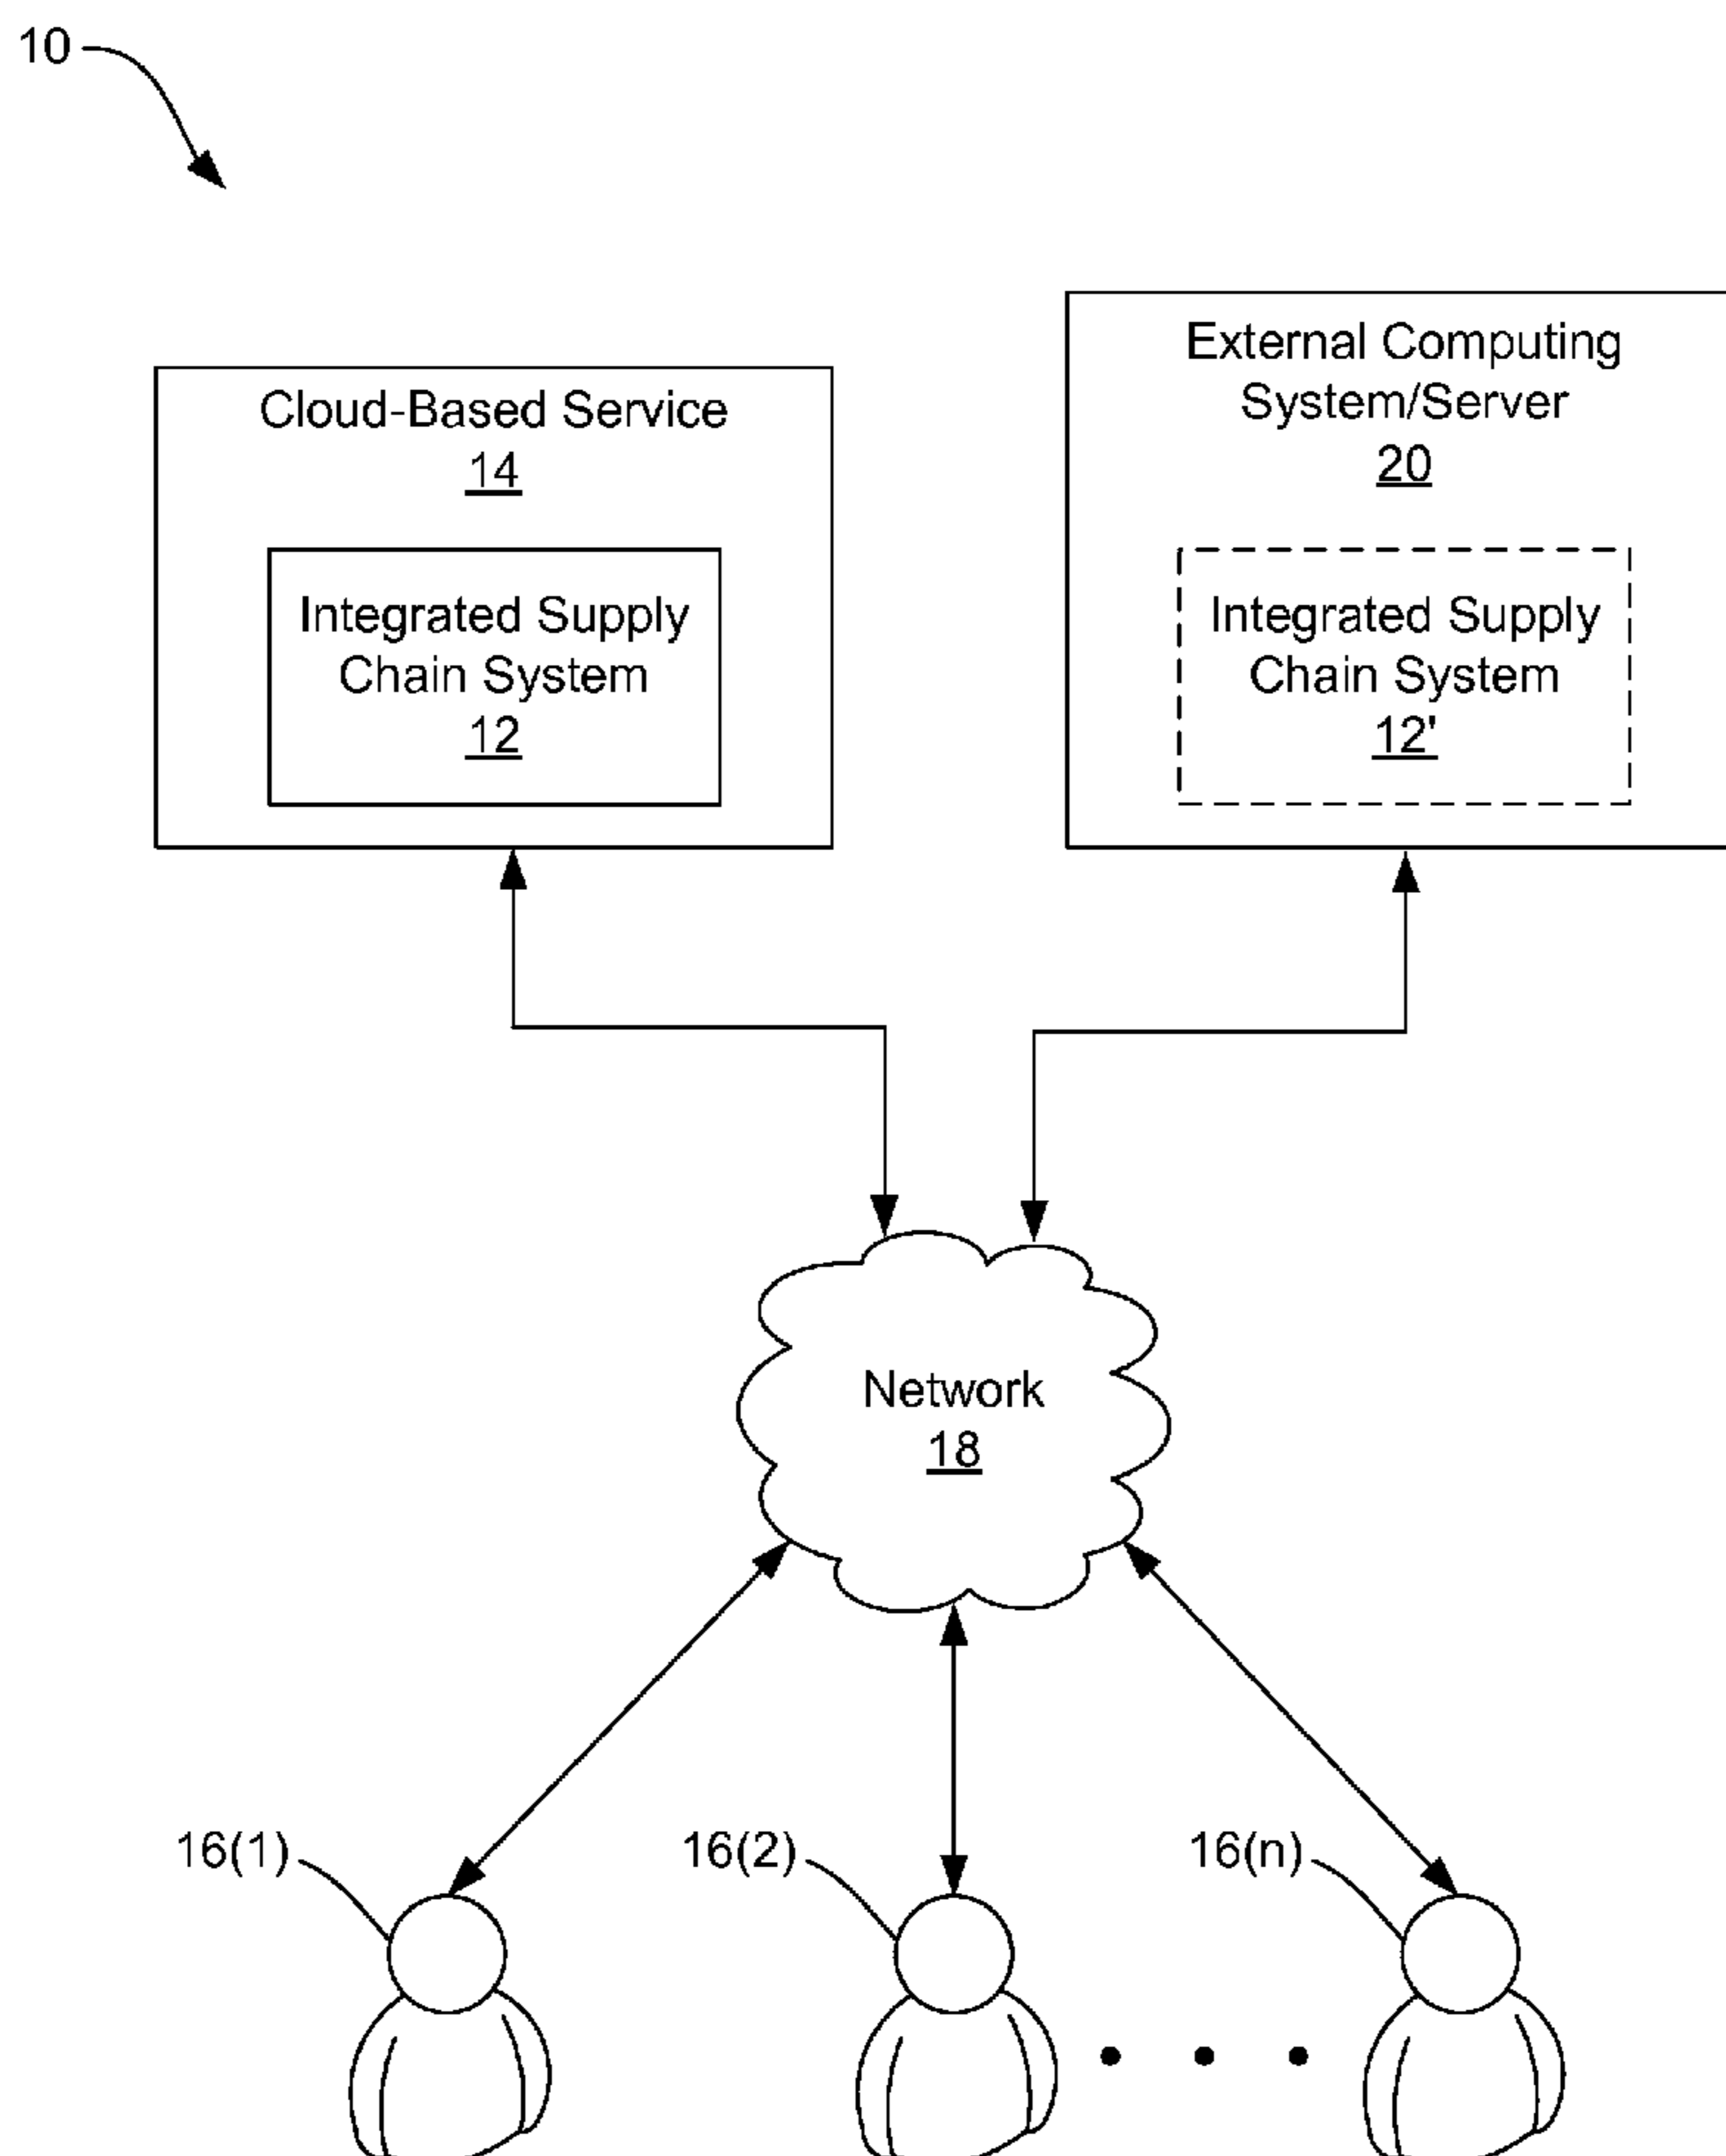 10
Cloud-Based Service
14
Integrated Supply
Chain System
12
External Computing
System/Server
20
Integrated Supply
Chain System
12'
Network
18
16(1)
16(2)
16(n)